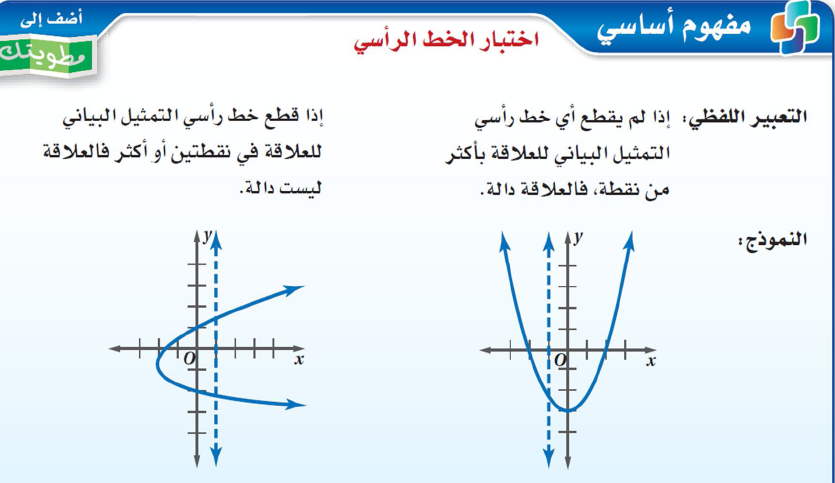 مفهوم أساسي
اختبار الخط الرأسي
أضف إلى
مطويتك
التعبير اللفظي: إذا لم يقطع أي خط رأسي
التمثيل البياني للعلاقة بأكثر
من نقطة، فالعلاقة دالة.
إذا قطع خط رأسي التمثيل البياني
للعلاقة في نقطتين أو أكثر فالعلاقة
ليست دالة.
النموذج:
y
x
O
y
x
O